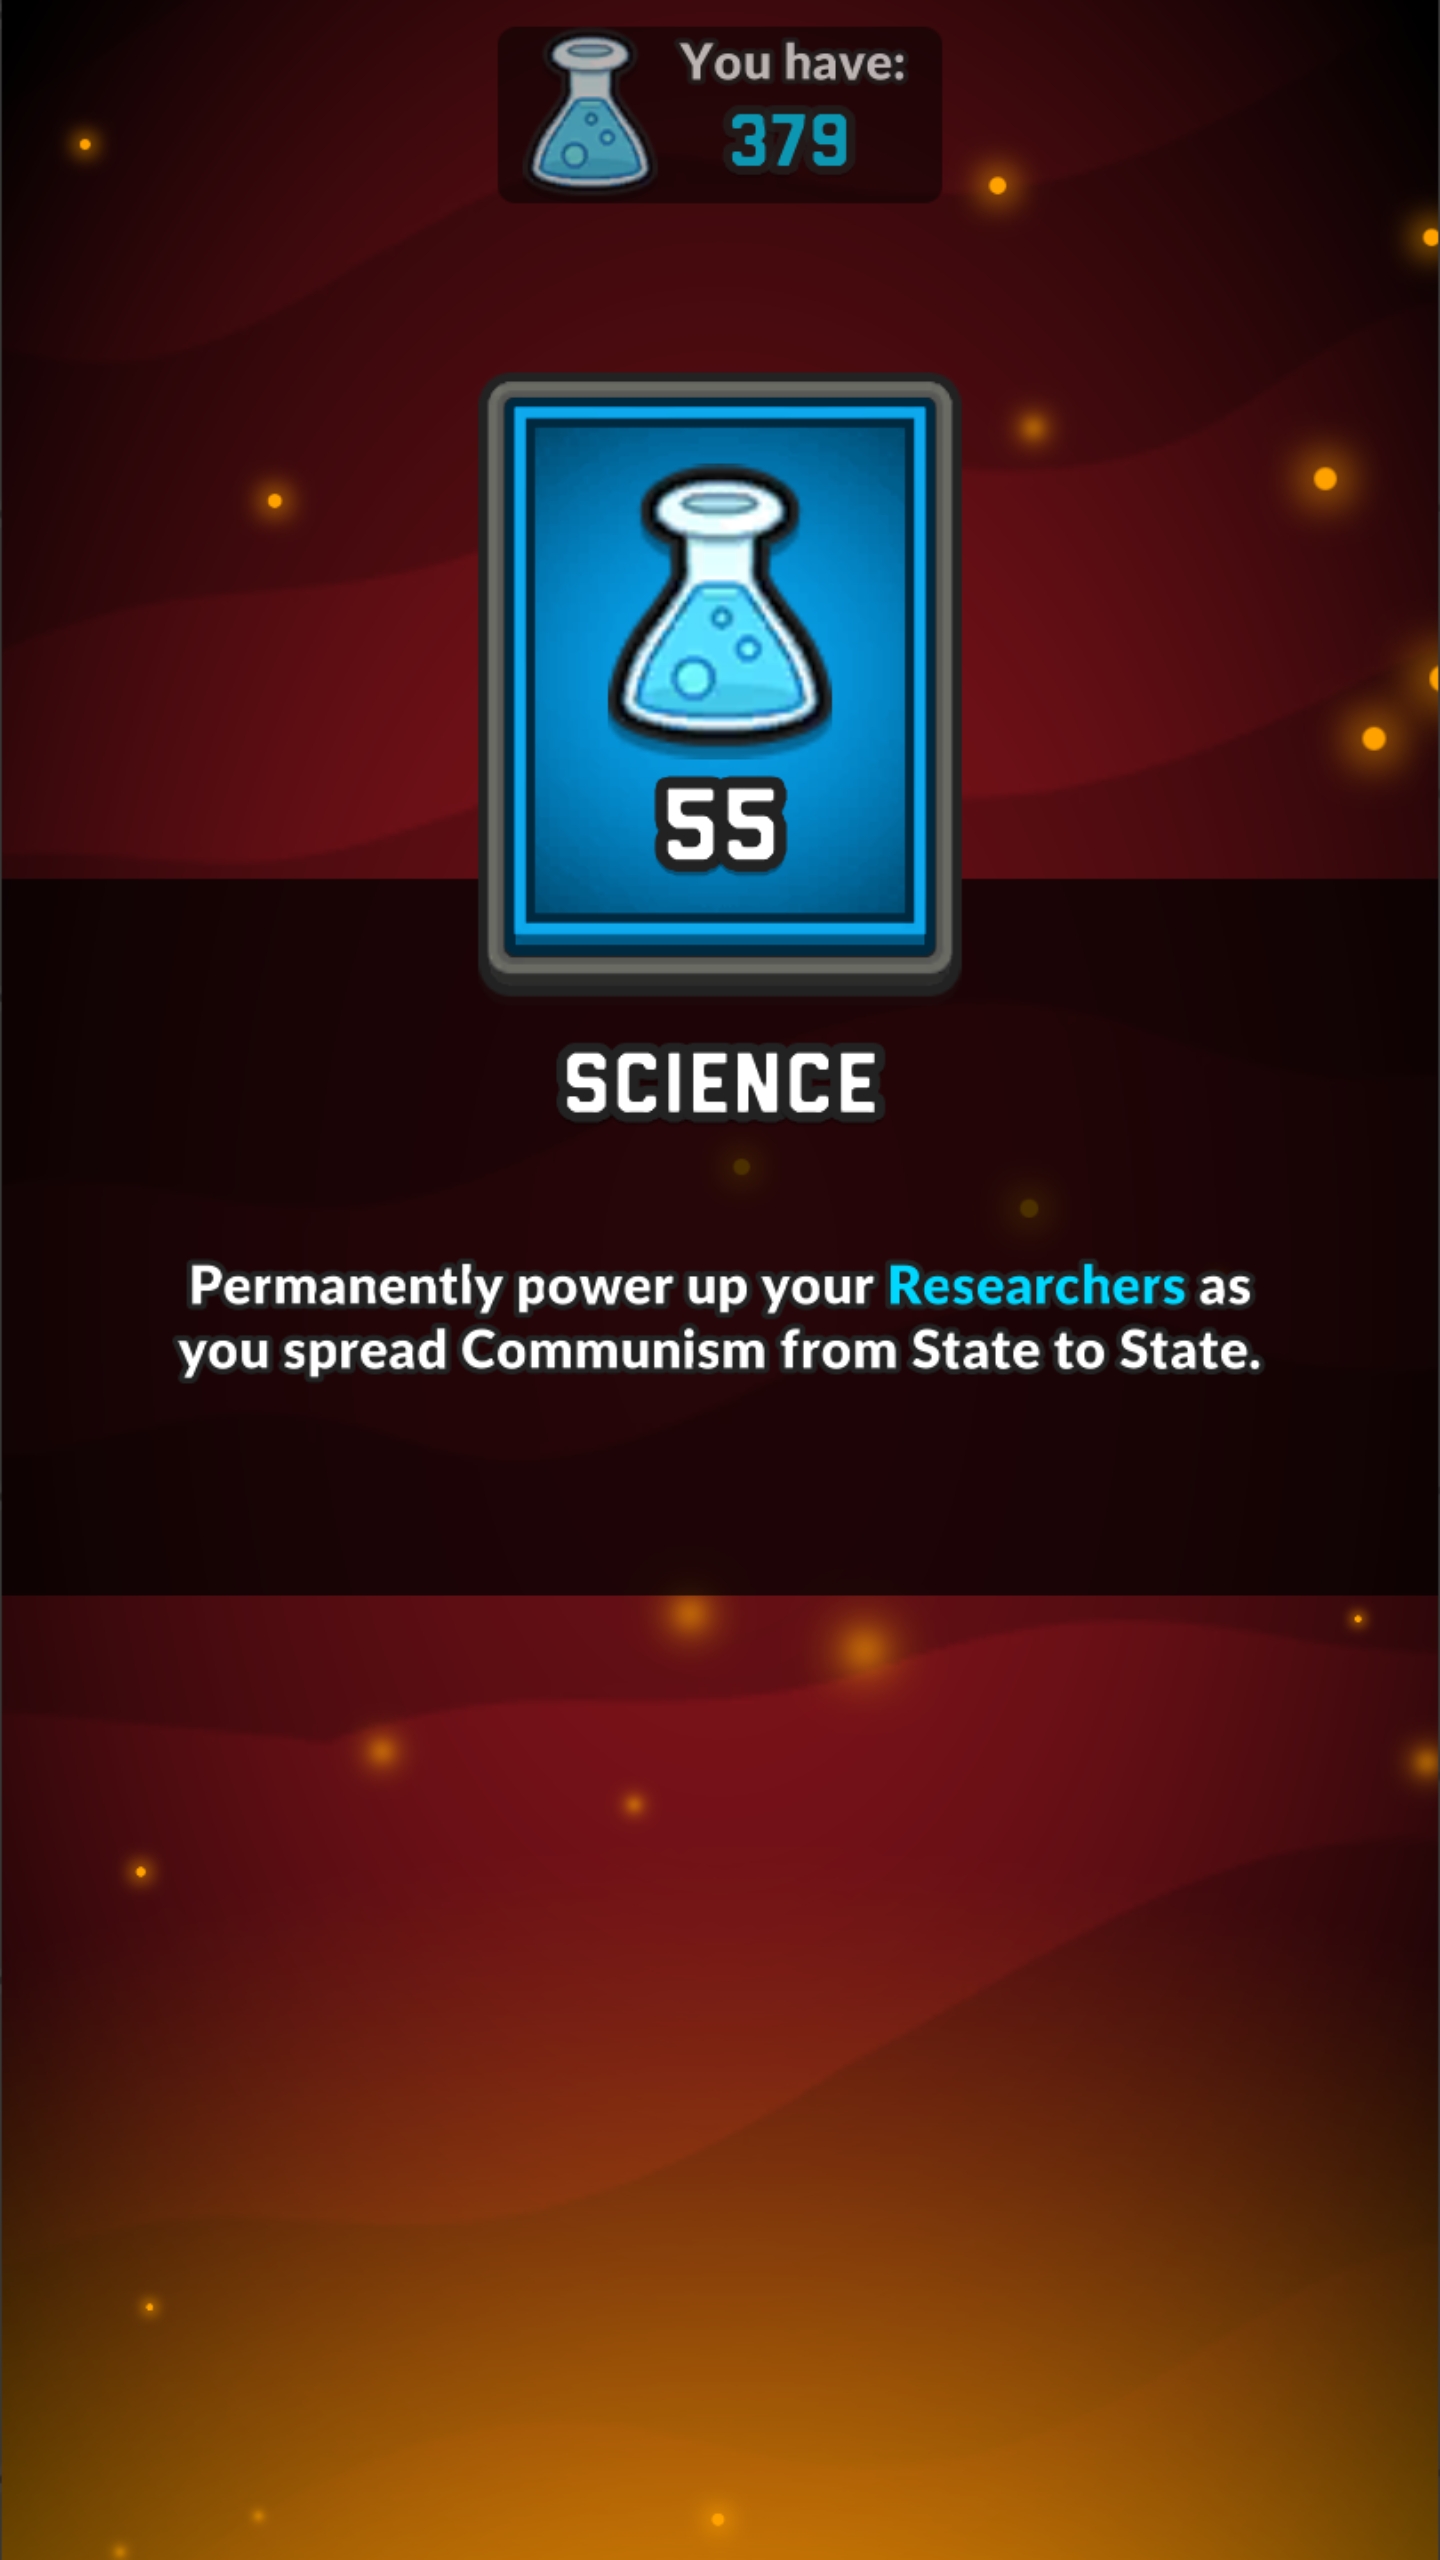 You have:
379
55
SCIENCE
Permanently power up your Researchers as
you spread Communism from State to State.